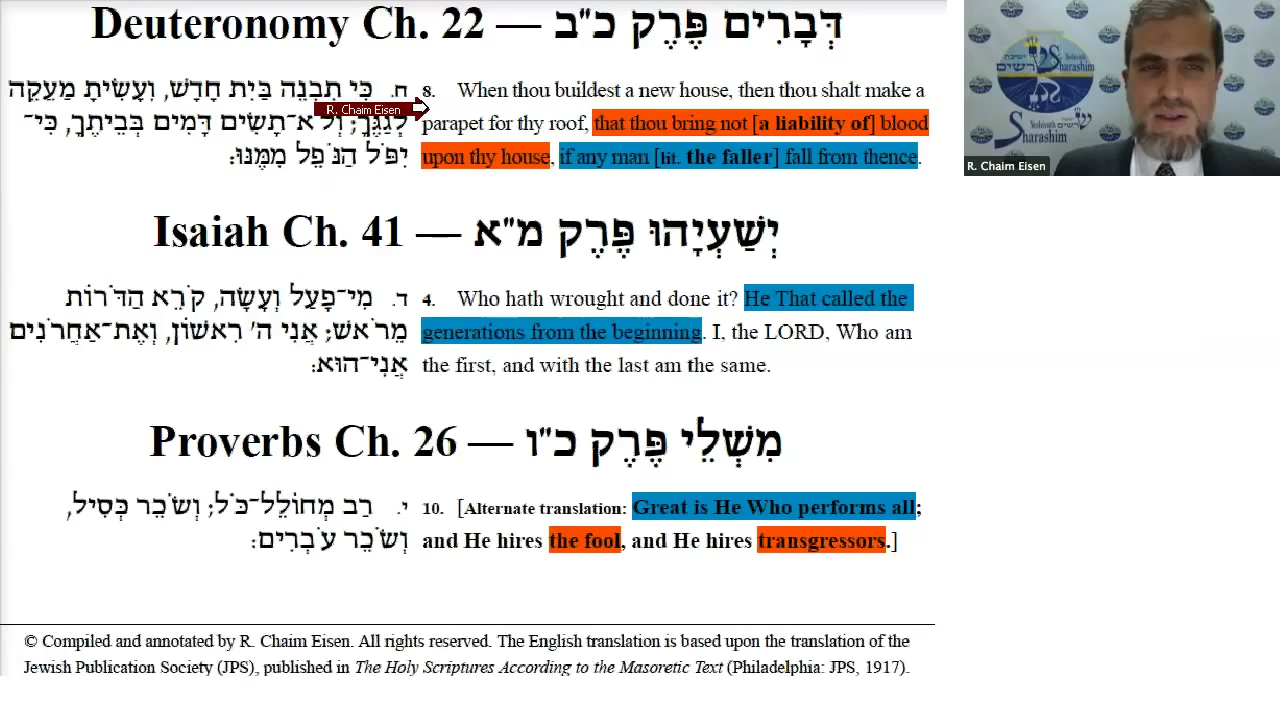 Deuteronomy Ch. 22 — דְּבָרִים פֶּרֶק כ"ב
ח. כִּי תִבְנֶה בַּיִת חָדָשׁ, וְעָשִׂיתָ מַעֲקֶה
לְגַגֶּךָ; וְלֹא־תָשִׂים דָּמִים בְּבֵיתֶךָ, כִּי־
יִפֹּל הַנֹּפֵל מִמֶּנּוּ:
R. Chaim Eisen
8. When thou buildest a new house, then thou shalt make a
parapet for thy roof, that thou bring not [a liability of] blood
upon thy house, if any man [lit. the faller] fall from thence.
Isaiah Ch. 41 — יְשַׁעְיָהוּ פֶּרֶק מ"א
ד. מִי־פָעַל וְעָשָׂה, קֹרֵא הַדֹּרוֹת
מֵרֹאשׁ; אֲנִי ה' רִאשׁוֹן, וְאֶת־אַחֲרֹנִים
אֲנִי־הוּא:
4. Who hath wrought and done it? He That called the
generations from the beginning. I, the LORD, Who am
the first, and with the last am the same.
Proverbs Ch. 26 — מִשְׁלֵי פֶּרֶק כ"ו
י. רַב מְחוֹלֵל־כֹּל; וְשֹׂכֵר כְּסִיל,
וְשֹׂכֵר עֹבְרִים:
10. [Alternate translation: Great is He Who performs all;
and He hires the fool, and He hires transgressors.]
© Compiled and annotated by R. Chaim Eisen. All rights reserved. The English translation is based upon the translation of the
Jewish Publication Society (JPS), published in The Holy Scriptures According to the Masoretic Text (Philadelphia: JPS, 1917).
Yeshivath
Sharashim
שרשים
Yeshivath
Sharashim
R. Chaim Eisen